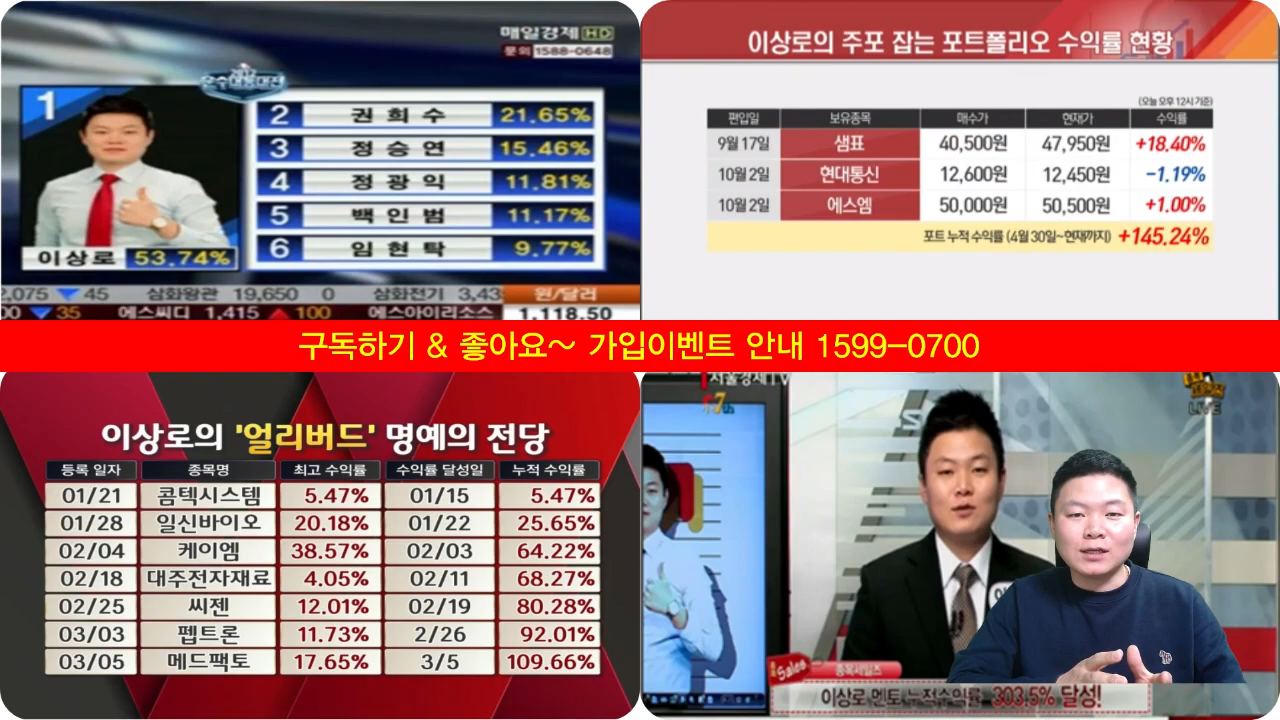 매일경제 HD
문의 1588-0648
1
2 권희수 21.65%
3 정승연 15.46%
4 정광익 11.81%
5 백인범 11.17%
6 임현탁 9.77%
이상로 53.74%
2,075 ▼ 45 삼화왕관 19,650 0 삼화전기 3,43 원/달러
00 ▼ 35 에스씨디 1,415 ▲ 100 에스아이리소스 1,118.50
이상로의 주포 잡는 포트폴리오 수익률 현황
(오늘 오후 12시 기준)
편입일 보유종목 매수가 현재가 수익률
9월 17일 샘표 40,500원 47,950원 +18.40%
10월 2일 현대통신 12,600원 12,450원 -1.19%
10월 2일 에스엠 50,000원 50,500원 +1.00%
포트 누적 수익률 (4월 30일~현재까지) +145.24%
구독하기 & 좋아요~ 가입이벤트 안내 1599-0700
이상로의 '얼리버드' 명예의 전당
등록 일자 종목명 최고 수익률 수익률 달성일 누적 수익률
01/21 콤텍시스템 5.47% 01/15 5.47%
01/28 일신바이오 20.18% 01/22 25.65%
02/04 케이엠 38.57% 02/03 64.22%
02/18 대주전자재료 4.05% 02/11 68.27%
02/25 씨젠 12.01% 02/19 80.28%
03/03 펩트론 11.73% 2/26 92.01%
03/05 메드팩토 17.65% 3/5 109.66%
서울경제TV
7th
LIVE
Sales 종목세일즈
이상로 멘토 누적수익률 303.5% 달성!